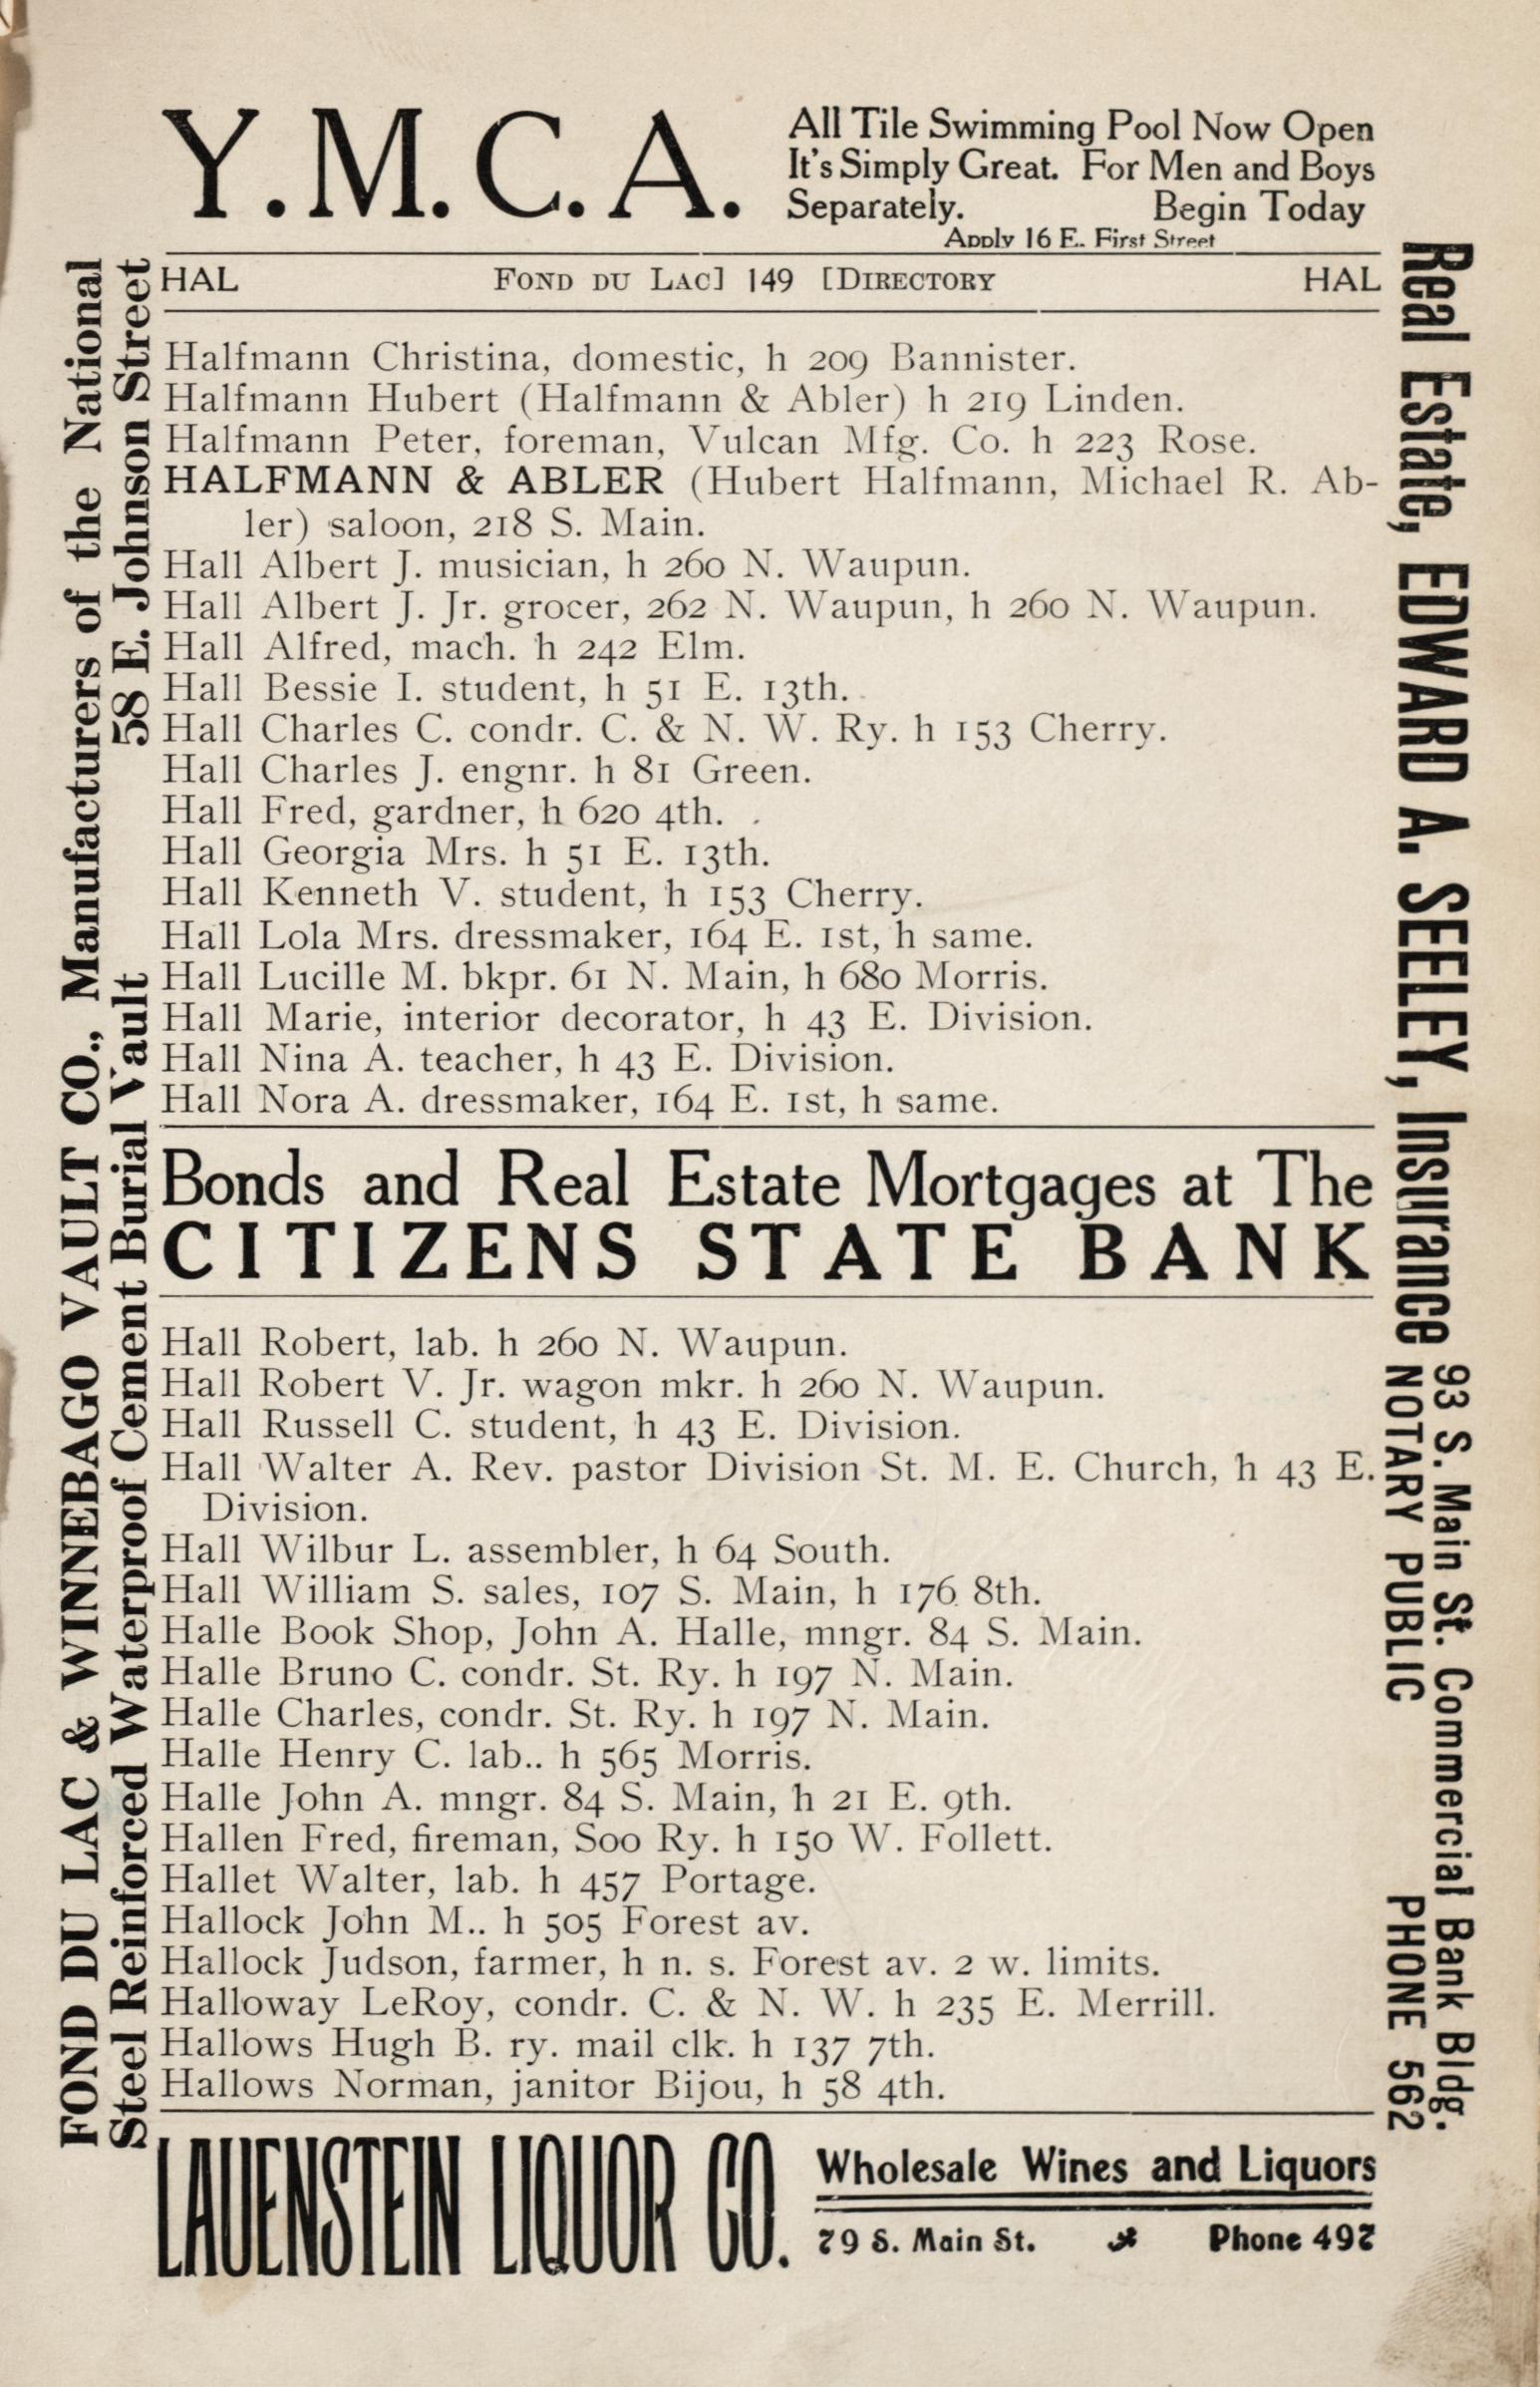 Y.M.C.A.
All Tile Swimming Pool Now Open
It's Simply Great. For Men and Boys
Separately. Begin Today
Apply 16 E. First Street
HAL FOND DU LAC] 149 [DIRECTORY HAL
Halfmann Christina, domestic, h 209 Bannister.
Halfmann Hubert (Halfmann & Abler) h 219 Linden.
Halfmann Peter, foreman, Vulcan Mfg. Co. h 223 Rose.
HALFMANN & ABLER (Hubert Halfmann, Michael R. Ab-
ler) saloon, 218 S. Main.
Hall Albert J. musician, h 260 N. Waupun.
Hall Albert J. Jr. grocer, 262 N. Waupun, h 260 N. Waupun.
Hall Alfred, mach. h 242 Elm.
Hall Bessie I. student, h 51 E. 13th.
Hall Charles C. condr. C. & N. W. Ry. h 153 Cherry.
Hall Charles J. engnr. h 81 Green.
Hall Fred, gardner, h 620 4th.
Hall Georgia Mrs. h 51 E. 13th.
Hall Kenneth V. student, h 153 Cherry.
Hall Lola Mrs. dressmaker, 164 E. 1st, h same.
Hall Lucille M. bkpr. 61 N. Main, h 680 Morris.
Hall Marie, interior decorator, h 43 E. Division.
Hall Nina A. teacher, h 43 E. Division.
Hall Nora A. dressmaker, 164 E. 1st, h same.
Bonds and Real Estate Mortgages at The
CITIZENS STATE BANK
Hall Robert, lab. h 260 N. Waupun.
Hall Robert V. Jr. wagon mkr. h 260 N. Waupun.
Hall Russell C. student, h 43 E. Division.
Hall Walter A. Rev. pastor Division St. M. E. Church, h 43 E.
Division.
Hall Wilbur L. assembler, h 64 South.
Hall William S. sales, 107 S. Main, h 176 8th.
Halle Book Shop, John A. Halle, mngr. 84 S. Main.
Halle Bruno C. condr. St. Ry. h 197 N. Main.
Halle Charles, condr. St. Ry. h 197 N. Main.
Halle Henry C. lab.. h 565 Morris.
Halle John A. mngr. 84 S. Main, h 21 E. 9th.
Hallen Fred, fireman, Soo Ry. h 150 W. Follett.
Hallet Walter, lab. h 457 Portage.
Hallock John M.. h 505 Forest av.
Hallock Judson, farmer, h n. s. Forest av. 2 w. limits.
Halloway LeRoy, condr. C. & N. W. h 235 E. Merrill.
Hallows Hugh B. ry. mail clk. h 137 7th.
Hallows Norman, janitor Bijou, h 58 4th.
LAUENSTEIN LIQUOR CO.
Wholesale Wines and Liquors
79 S. Main St. Phone 492
FOND DU LAC & WINNEBAGO VAULT CO., Manufacturers of the National
Steel Reinforced Waterproof Cement Burial Vault 58 E. Johnson Street
Real Estate, EDWARD A. SEELEY, Insurance
93 S. Main St. Commercial Bank Bldg.
NOTARY PUBLIC PHONE 562